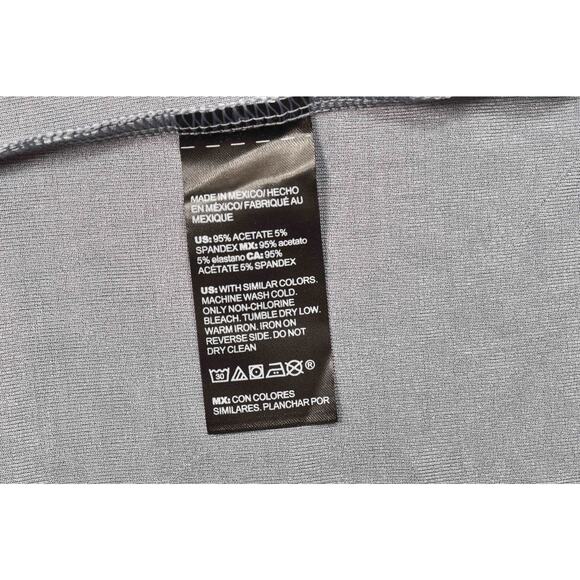 MADE IN MEXICO/ HECHO
EN MÉXICO/ FABRIQUÉ AU
MEXIQUE
US: 95% ACETATE 5%
SPANDEX MX: 95% acetato
5% elastano CA: 95%
ACÉTATE 5% SPANDEX
US: WITH SIMILAR COLORS.
MACHINE WASH COLD.
ONLY NON-CHLORINE
BLEACH. TUMBLE DRY LOW.
WARM IRON. IRON ON
REVERSE SIDE. DO NOT
DRY CLEAN
30 ®
MX: CON COLORES
SIMILARES. PLANCHAR POR